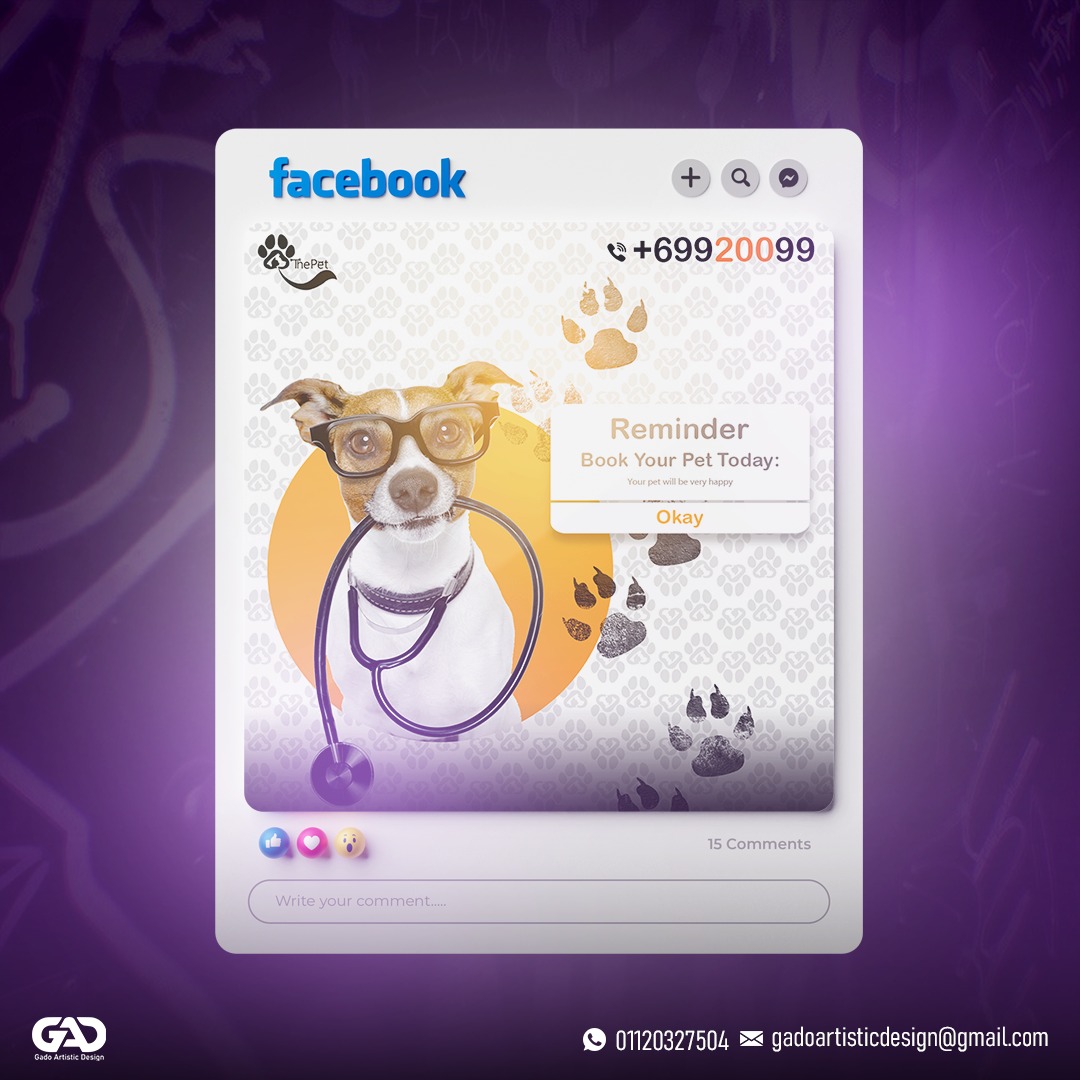 facebook
ThePet
+69920099
Reminder
Book Your Pet Today:
Your pet will be very happy
Okay
15 Comments
Write your comment.....
GAD
Gado Artistic Design
01120327504
gadoartisticdesign@gmail.com